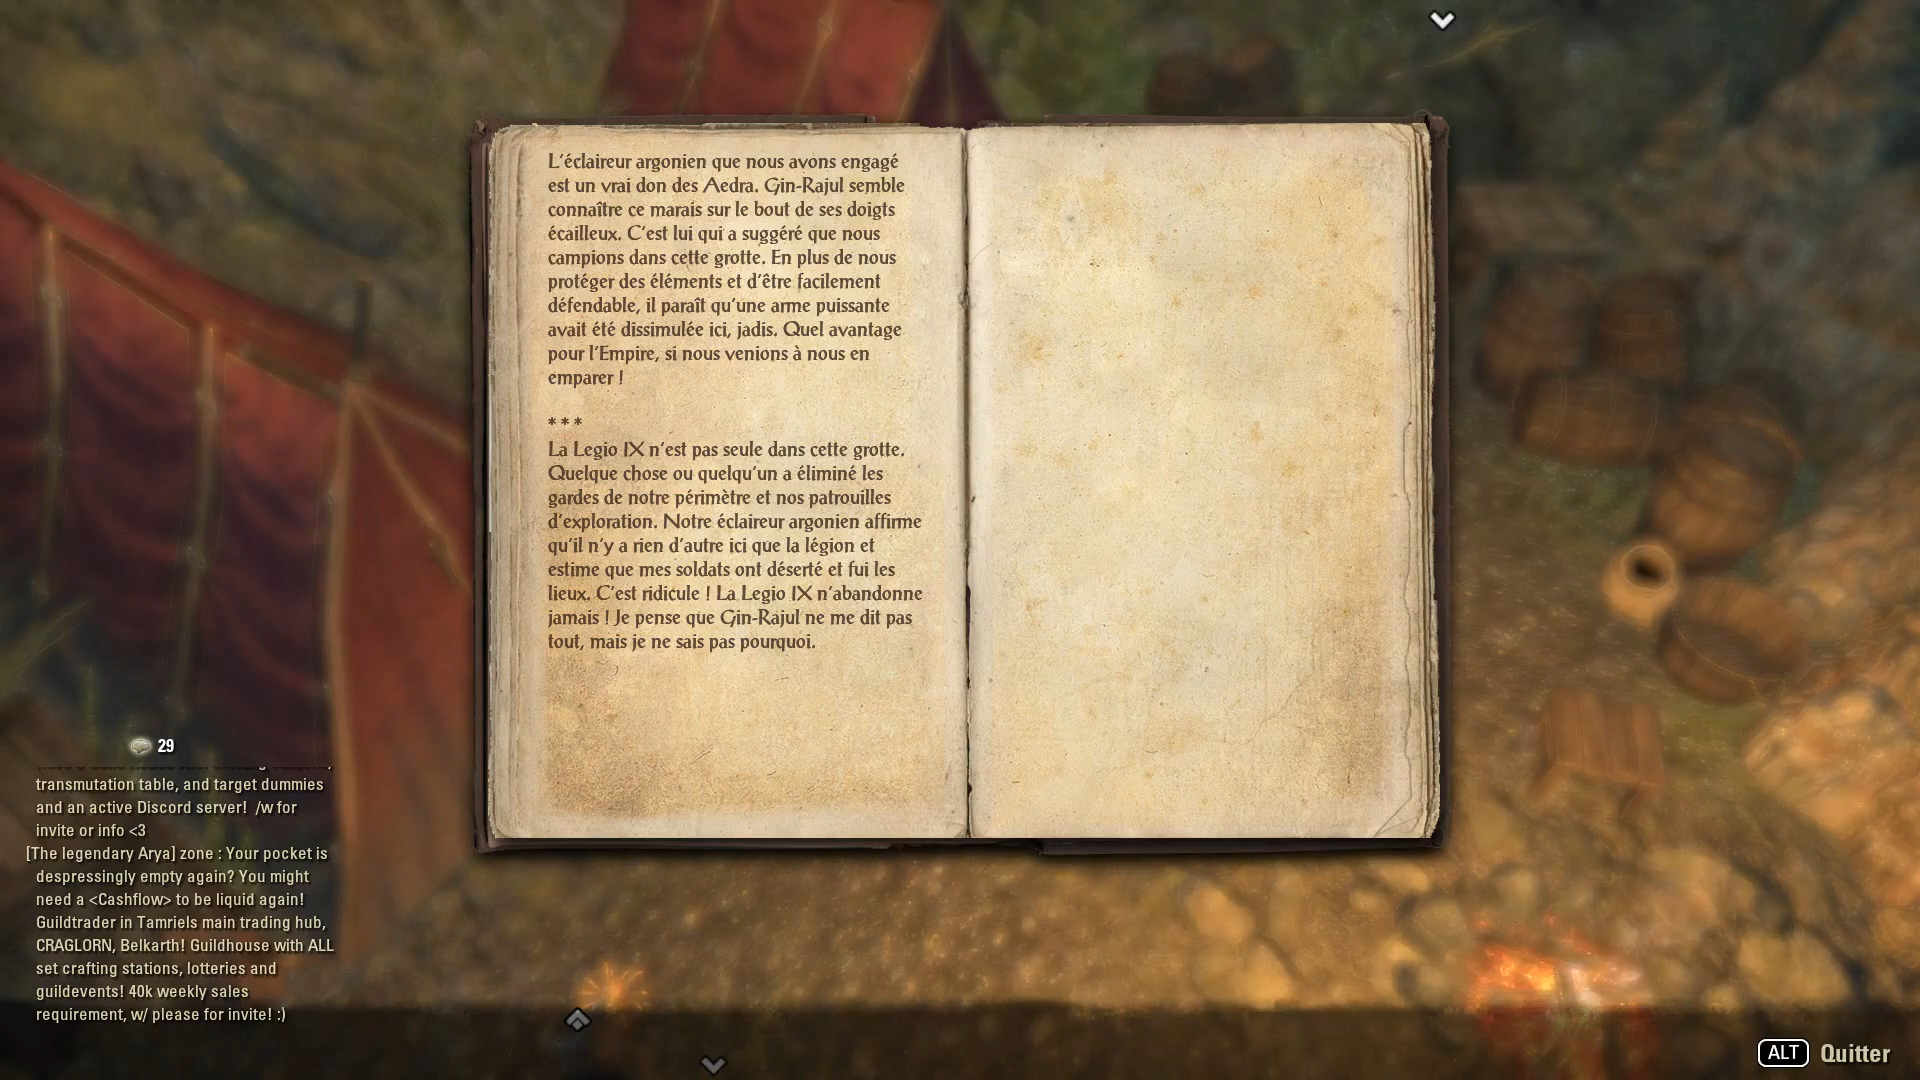 L'éclaireur argonien que nous avons engagé
est un vrai don des Aedra. Gin-Rajul semble
connaître ce marais sur le bout de ses doigts
écailleux. C'est lui qui a suggéré que nous
campions dans cette grotte. En plus de nous
protéger des éléments et d'être facilement
défendable, il paraît qu'une arme puissante
avait été dissimulée ici, jadis. Quel avantage
pour l'Empire, si nous venions à nous en
emparer !
* * *
La Legio IX n'est pas seule dans cette grotte.
Quelque chose ou quelqu'un a éliminé les
gardes de notre périmètre et nos patrouilles
d'exploration. Notre éclaireur argonien affirme
qu'il n'y a rien d'autre ici que la légion et
estime que mes soldats ont déserté et fui les
lieux. C'est ridicule ! La Legio IX n'abandonne
jamais ! Je pense que Gin-Rajul ne me dit pas
tout, mais je ne sais pas pourquoi.
29
transmutation table, and target dummies
and an active Discord server!  /w for
invite or info <3
[The legendary Arya] zone : Your pocket is
despressingly empty again? You might
need a <Cashflow> to be liquid again!
Guildtrader in Tamriels main trading hub,
CRAGLORN, Belkarth! Guildhouse with ALL
set crafting stations, lotteries and
guildevents! 40k weekly sales
requirement, w/ please for invite! :)
ALT Quitter